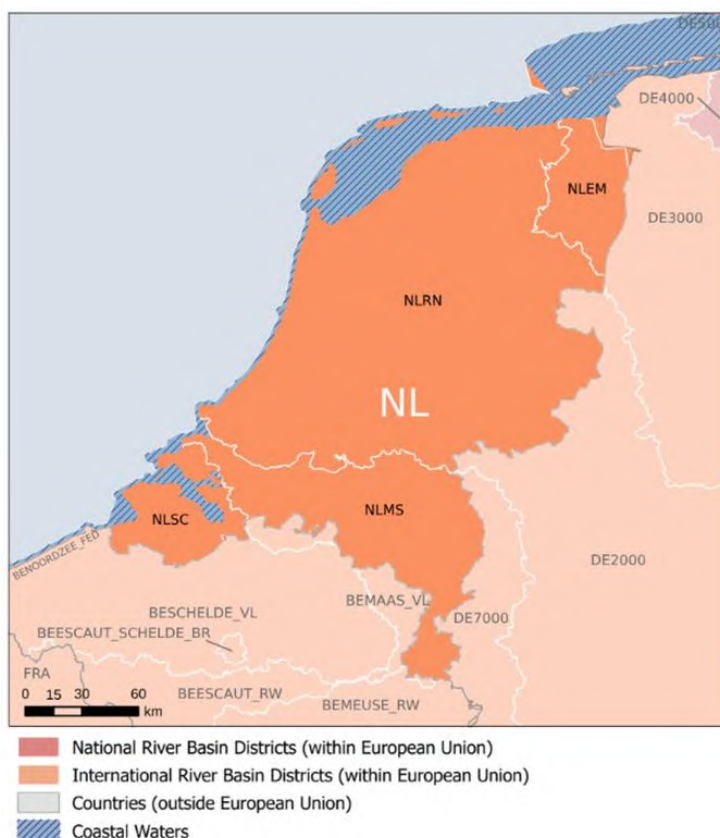 DE500
DE4000
NLEM
DE3000
NLRN
NL
NLSC
NLMS
BENOORDZEE_FED
DE2000
BESCHELDE_VL
BEMAAS_VL
DE7000
BEESCAUT_SCHELDE_BR
FRA
BEESCAUT_RW
BEMEUSE_RW
0 15 30 60
km
National River Basin Districts (within European Union)
International River Basin Districts (within European Union)
Countries (outside European Union)
Coastal Waters